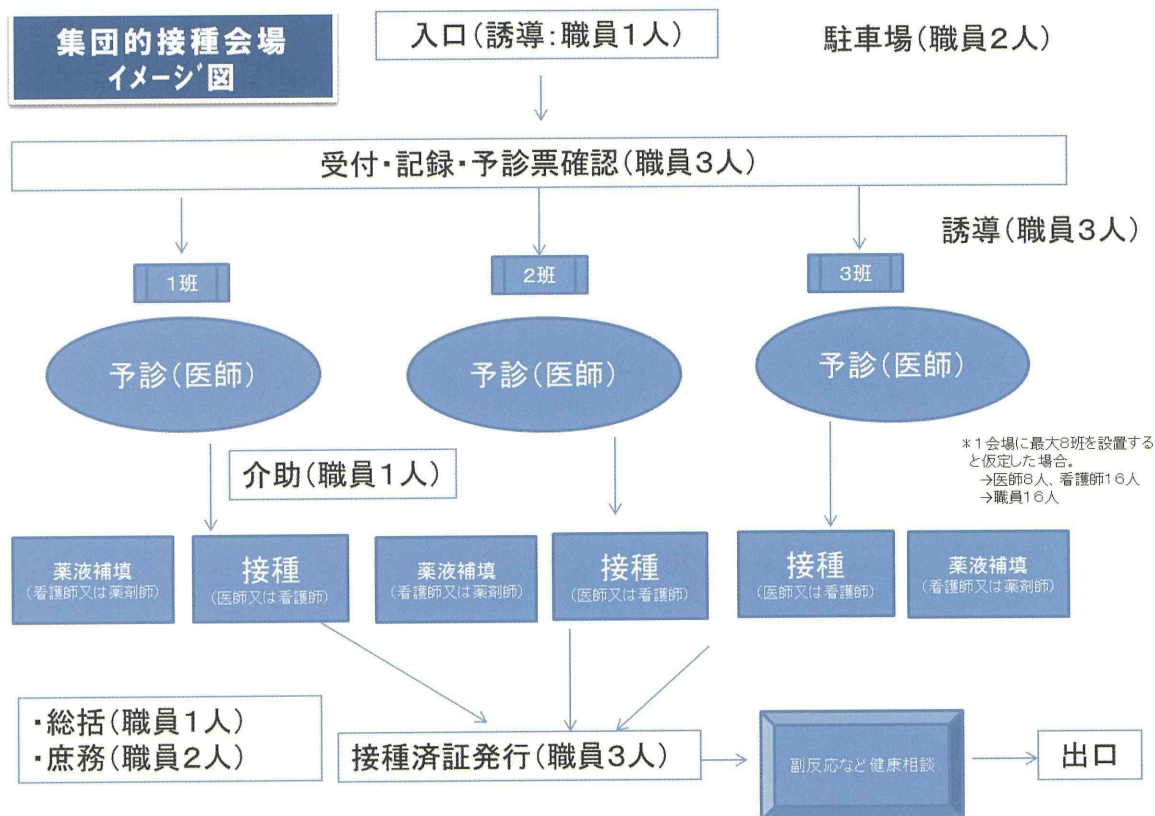 集団的接種会場
イメージ図
入口(誘導:職員1人)
駐車場(職員2人)
受付・記録・予診票確認(職員3人)
誘導(職員3人)
1班
2班
3班
予診(医師)
予診(医師)
予診(医師)
*1会場に最大8班を設置する
と仮定した場合。
→医師8人、看護師16人
→職員16人
介助(職員1人)
薬液補填
(看護師又は薬剤師)
接種
(医師又は看護師)
薬液補填
(看護師又は薬剤師)
接種
(医師又は看護師)
接種
(医師又は看護師)
薬液補填
(看護師又は薬剤師)
・総括(職員1人)
・庶務(職員2人)
接種済証発行(職員3人)
副反応など健康相談
出口